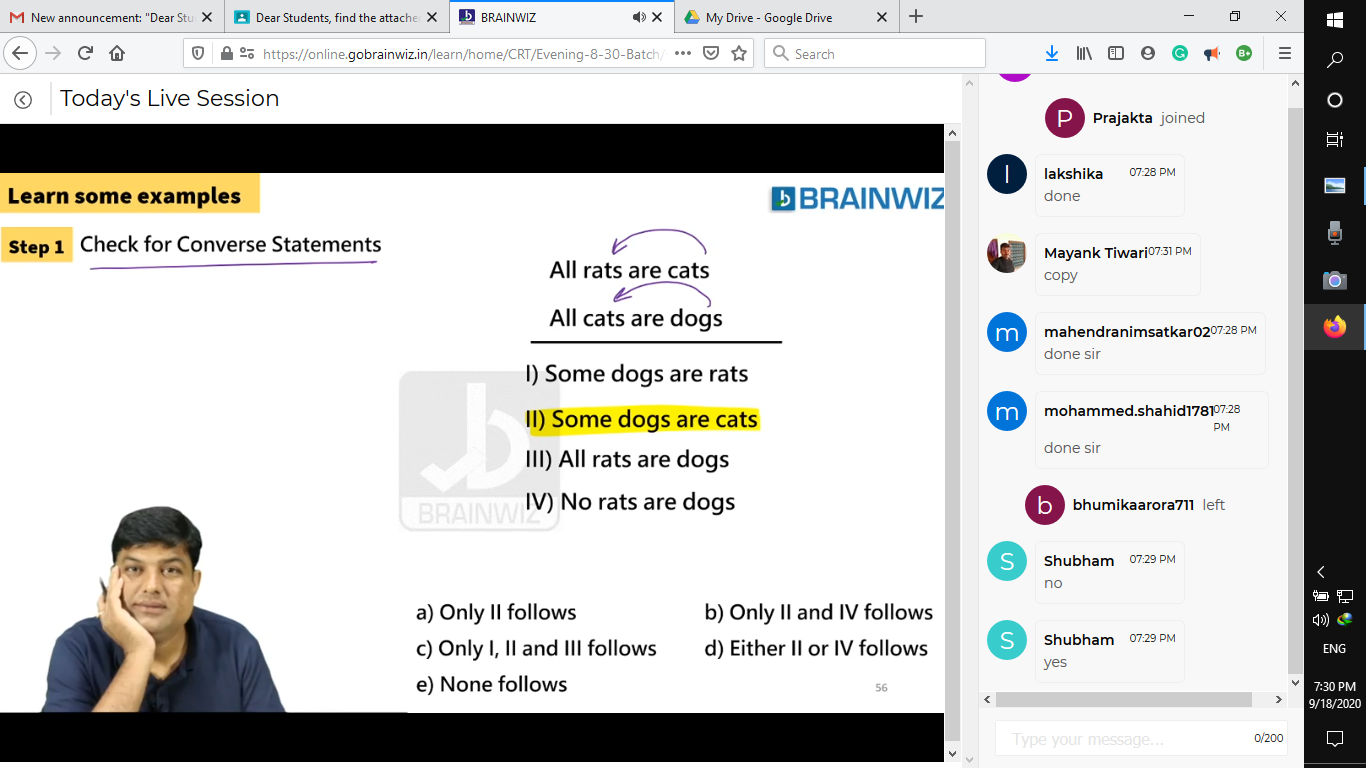 New announcement: "Dear Stu
Dear Students, find the attache
BRAINWIZ
My Drive - Google Drive
https://online.gobrainwiz.in/learn/home/CRT/Evening-8-30-Batch/
Search
Today's Live Session
Learn some examples
BRAINWIZ
Step 1 Check for Converse Statements
All rats are cats
All cats are dogs
I) Some dogs are rats
II) Some dogs are cats
III) All rats are dogs
IV) No rats are dogs
BRAINWIZ
a) Only II follows
b) Only II and IV follows
c) Only I, II and III follows
d) Either II or IV follows
e) None follows
56
P Prajakta joined
l lakshika 07:28 PM
done
Mayank Tiwari 07:31 PM
copy
m mahendranimsatkar02 07:28 PM
done sir
m mohammed.shahid1781 07:28
PM
done sir
b bhumikaarora711 left
S Shubham 07:29 PM
no
S Shubham 07:29 PM
yes
Type your message...
0/200
B+
ENG
7:30 PM
9/18/2020